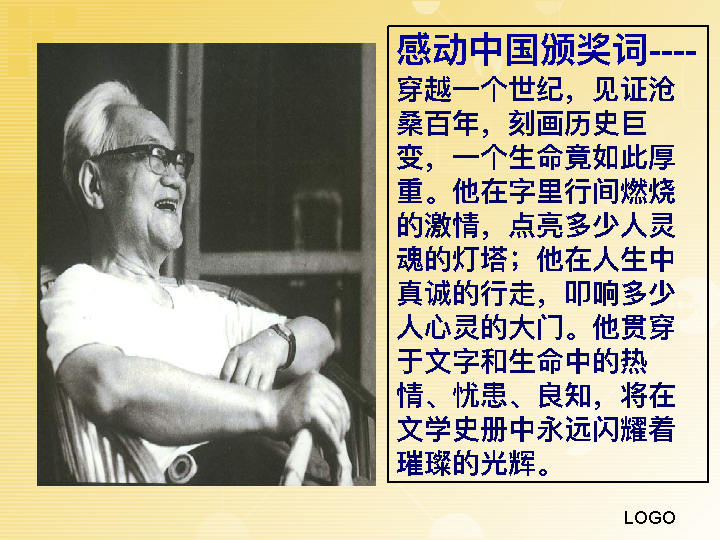 感动中国颁奖词----
穿越一个世纪，见证沧
桑百年，刻画历史巨
变，一个生命竟如此厚
重。他在字里行间燃烧
的激情，点亮多少人灵
魂的灯塔；他在人生中
真诚的行走，叩响多少
人心灵的大门。他贯穿
于文字和生命中的热
情、忧患、良知，将在
文学史册中永远闪耀着
璀璨的光辉。
LOGO